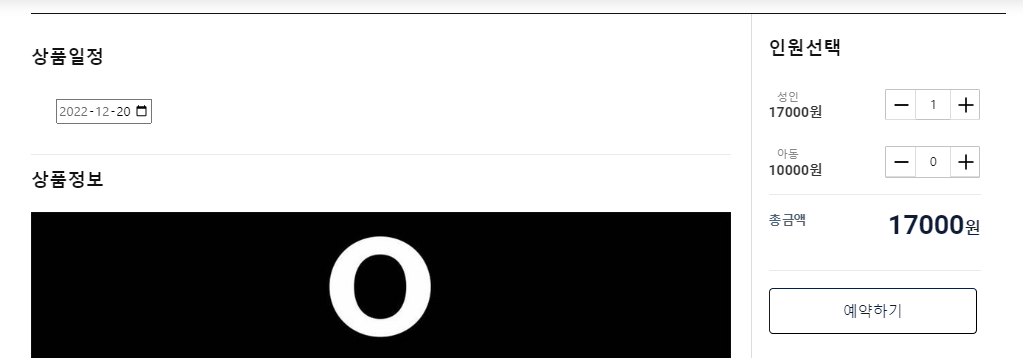 상품일정
2022-12-20
상품정보
O
인원선택
성인
17000원
1
아동
10000원
0
총금액
17000원
예약하기